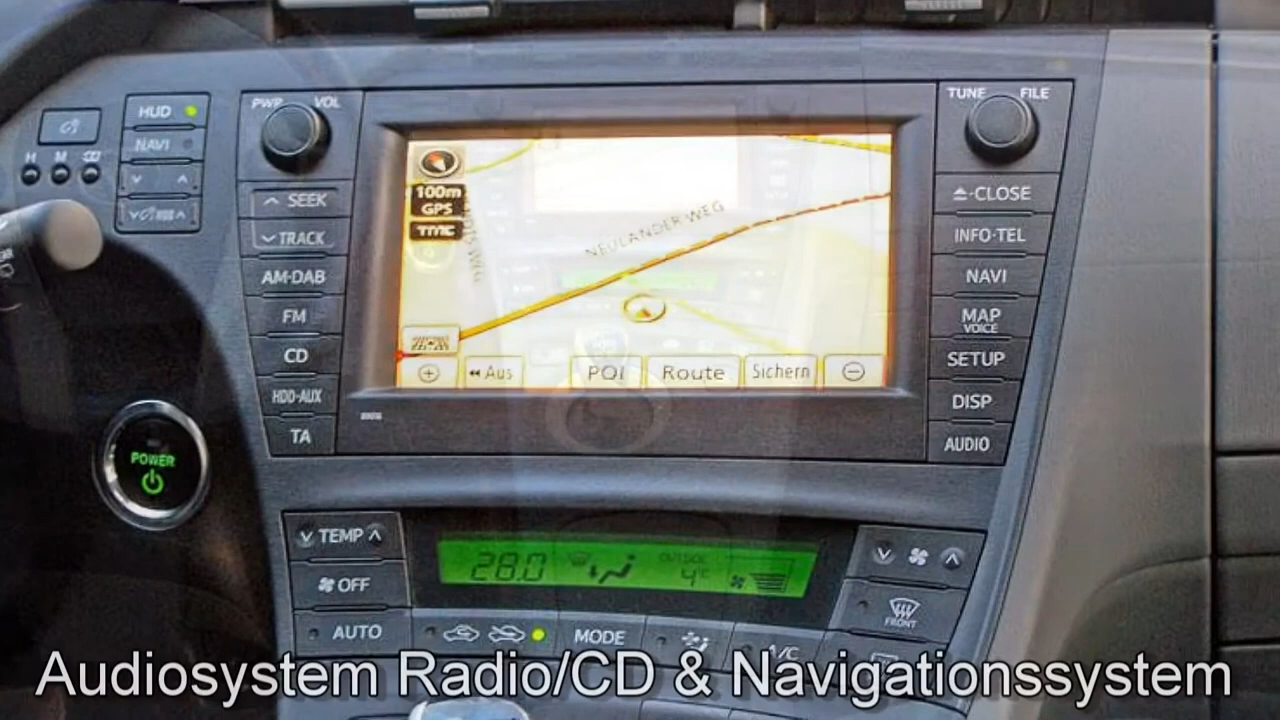 HUD
NAVI
H M
PWR VOL
SEEK
TRACK
AM·DAB
FM
CD
HDD·AUX
TA
POWER
100m
GPS
TMC
NEULANDER WEG
Aus
POI
Route
Sichern
TUNE FILE
CLOSE
INFO·TEL
NAVI
MAP
VOICE
SETUP
DISP
AUDIO
TEMP
OFF
AUTO
28.0
OUTSIDE
4°C
MODE
A/C
FRONT
Audiosystem Radio/CD & Navigationssystem